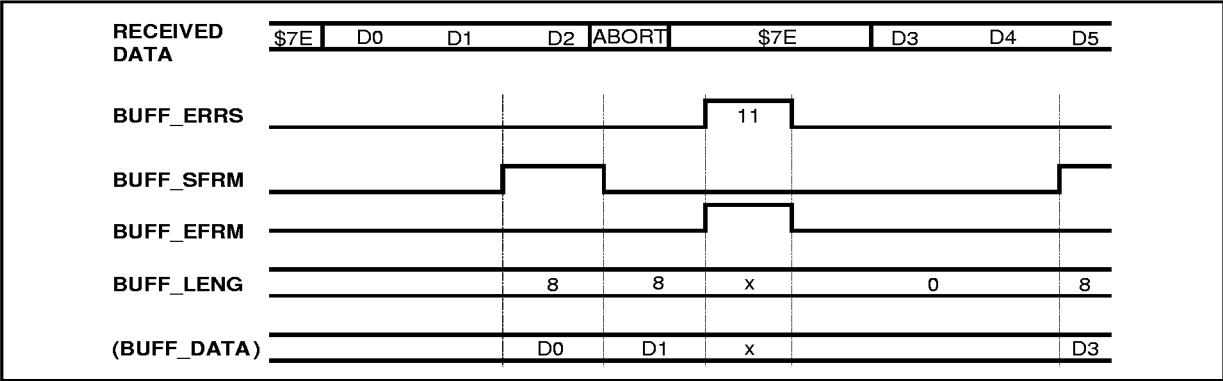 RECEIVED DATA $7E D0 D1 D2 ABORT $7E D3 D4 D5
BUFF_ERRS 11
BUFF_SFRM
BUFF_EFRM
BUFF_LENG 8 8 x 0 8
(BUFF_DATA) D0 D1 x D3